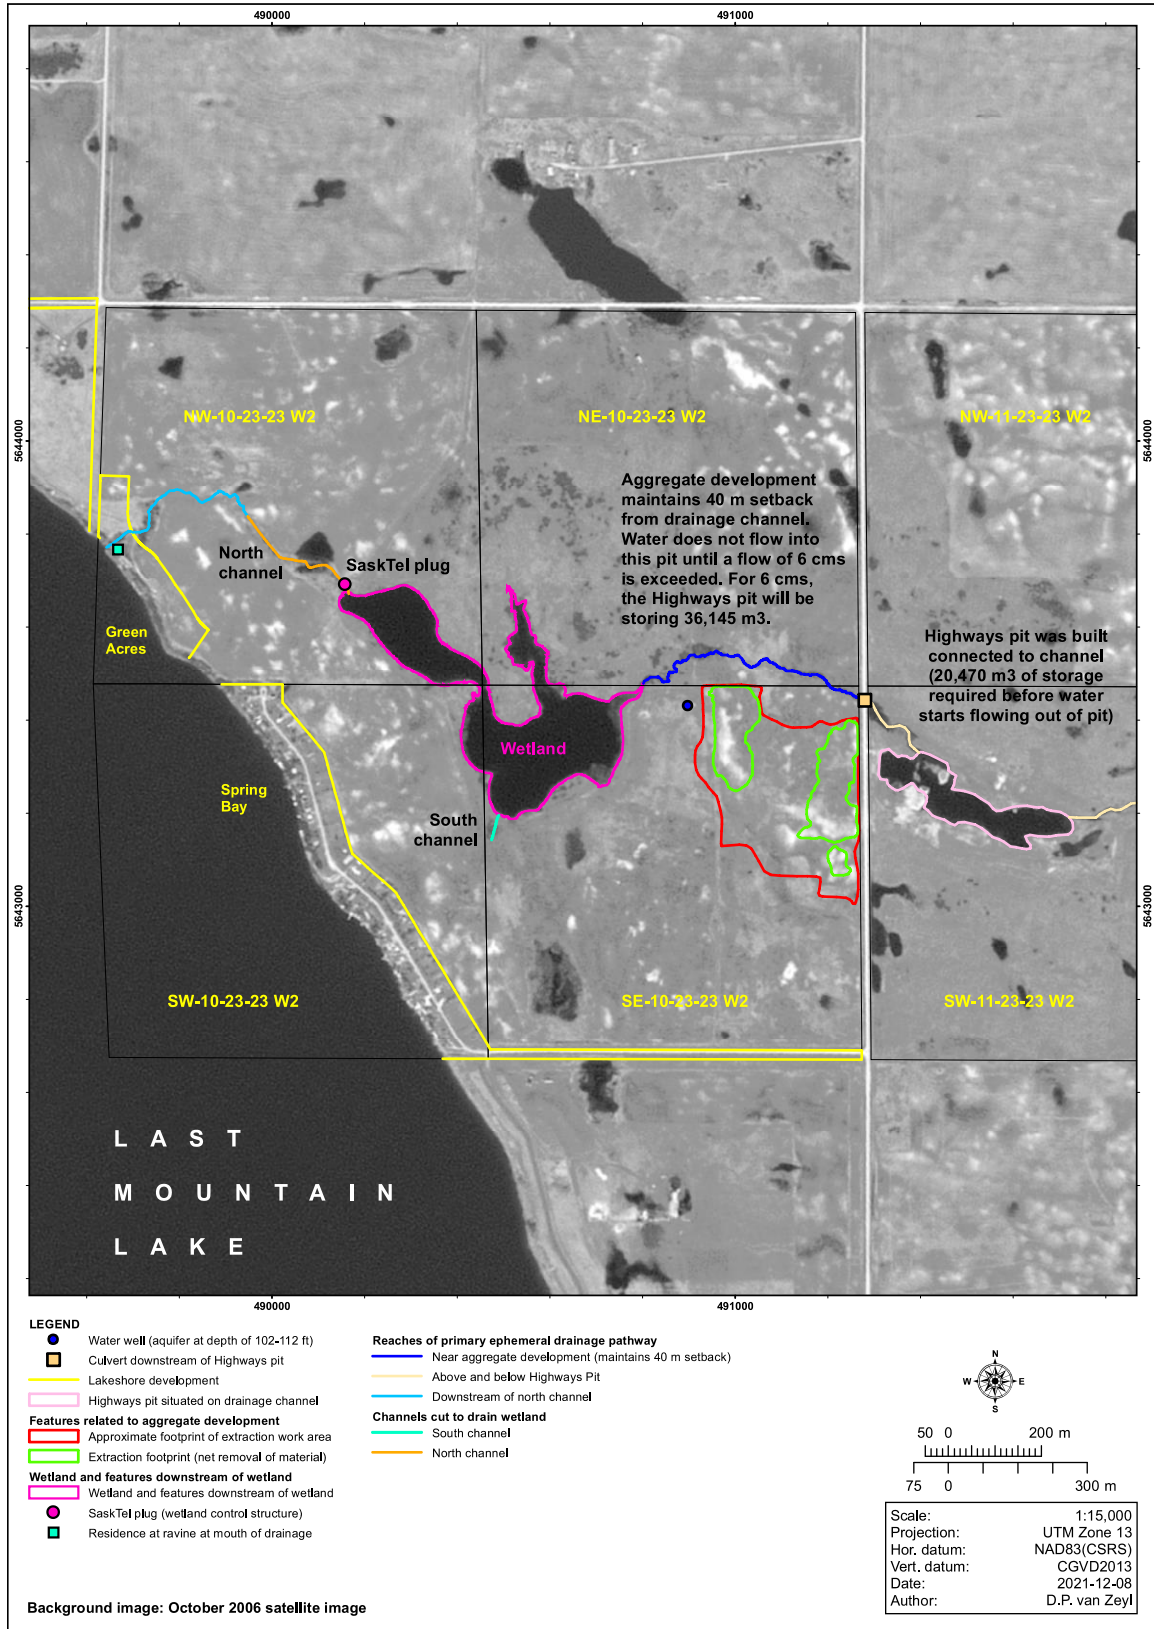 490000
491000
5644000
5644000
NW-10-23-23 W2
NE-10-23-23 W2
NW-11-23-23 W2
Aggregate development
maintains 40 m setback
from drainage channel.
Water does not flow into
this pit until a flow of 6 cms
is exceeded. For 6 cms,
the Highways pit will be
storing 36,145 m3.
North
channel
SaskTel plug
Green
Acres
Highways pit was built
connected to channel
(20,470 m3 of storage
required before water
starts flowing out of pit)
Wetland
Spring
Bay
South
channel
5643000
5643000
SW-10-23-23 W2
SE-10-23-23 W2
SW-11-23-23 W2
LAST
MOUNTAIN
LAKE
490000
491000
LEGEND
Water well (aquifer at depth of 102-112 ft)
Culvert downstream of Highways pit
Lakeshore development
Highways pit situated on drainage channel
Features related to aggregate development
Approximate footprint of extraction work area
Extraction footprint (net removal of material)
Wetland and features downstream of wetland
Wetland and features downstream of wetland
SaskTel plug (wetland control structure)
Residence at ravine at mouth of drainage
Reaches of primary ephemeral drainage pathway
Near aggregate development (maintains 40 m setback)
Above and below Highways Pit
Downstream of north channel
Channels cut to drain wetland
South channel
North channel
N
W E
S
50 0 200 m
75 0 300 m
Scale: 1:15,000
Projection: UTM Zone 13
Hor. datum: NAD83(CSRS)
Vert. datum: CGVD2013
Date: 2021-12-08
Author: D.P. van Zeyl
Background image: October 2006 satellite image